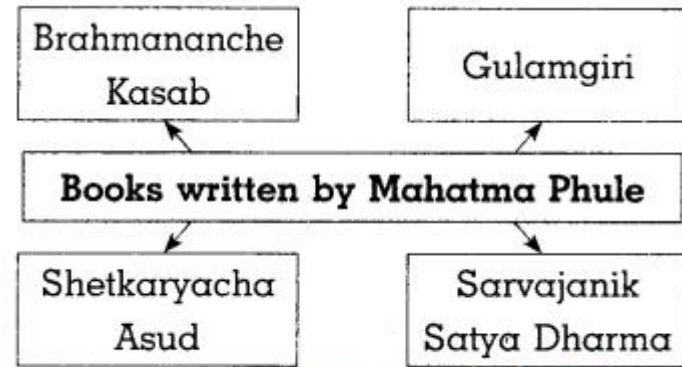 Brahmananche
Kasab
Gulamgiri
Books written by Mahatma Phule
Shetkaryacha
Asud
Sarvajanik
Satya Dharma